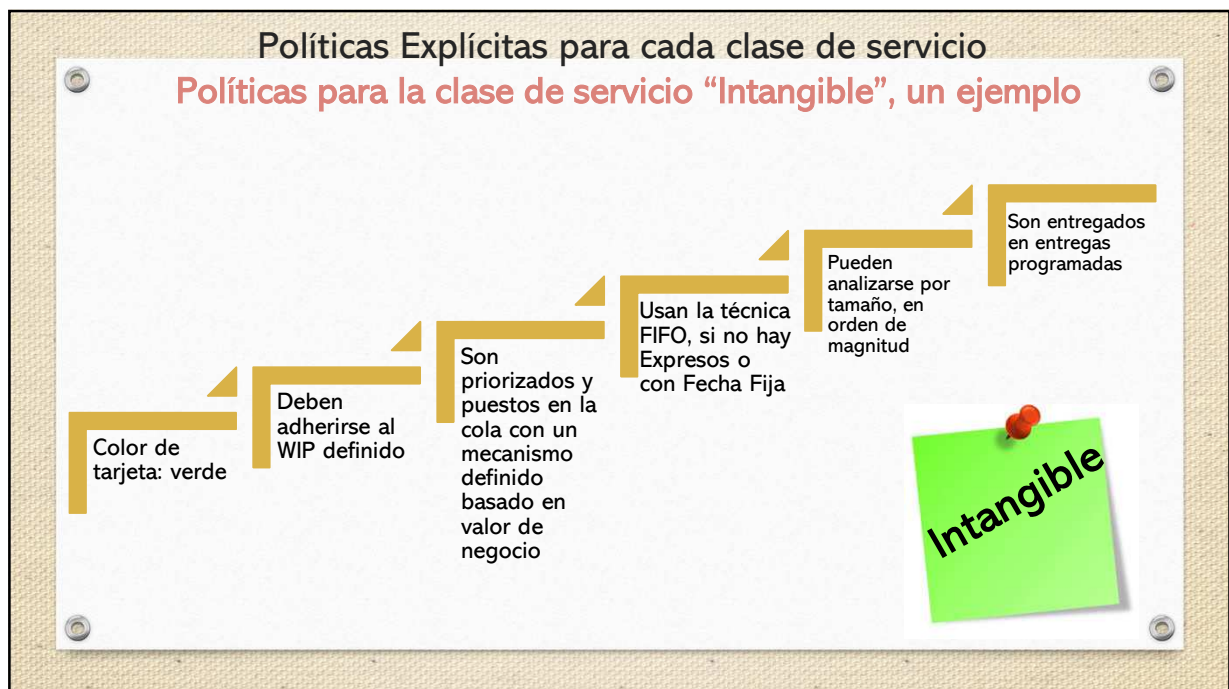 Políticas Explícitas para cada clase de servicio
Políticas para la clase de servicio “Intangible”, un ejemplo
Color de
tarjeta: verde
Deben
adherirse al
WIP definido
Son
priorizados y
puestos en la
cola con un
mecanismo
definido
basado en
valor de
negocio
Usan la técnica
FIFO, si no hay
Expresos o
con Fecha Fija
Pueden
analizarse por
tamaño, en
orden de
magnitud
Son entregados
en entregas
programadas
Intangible